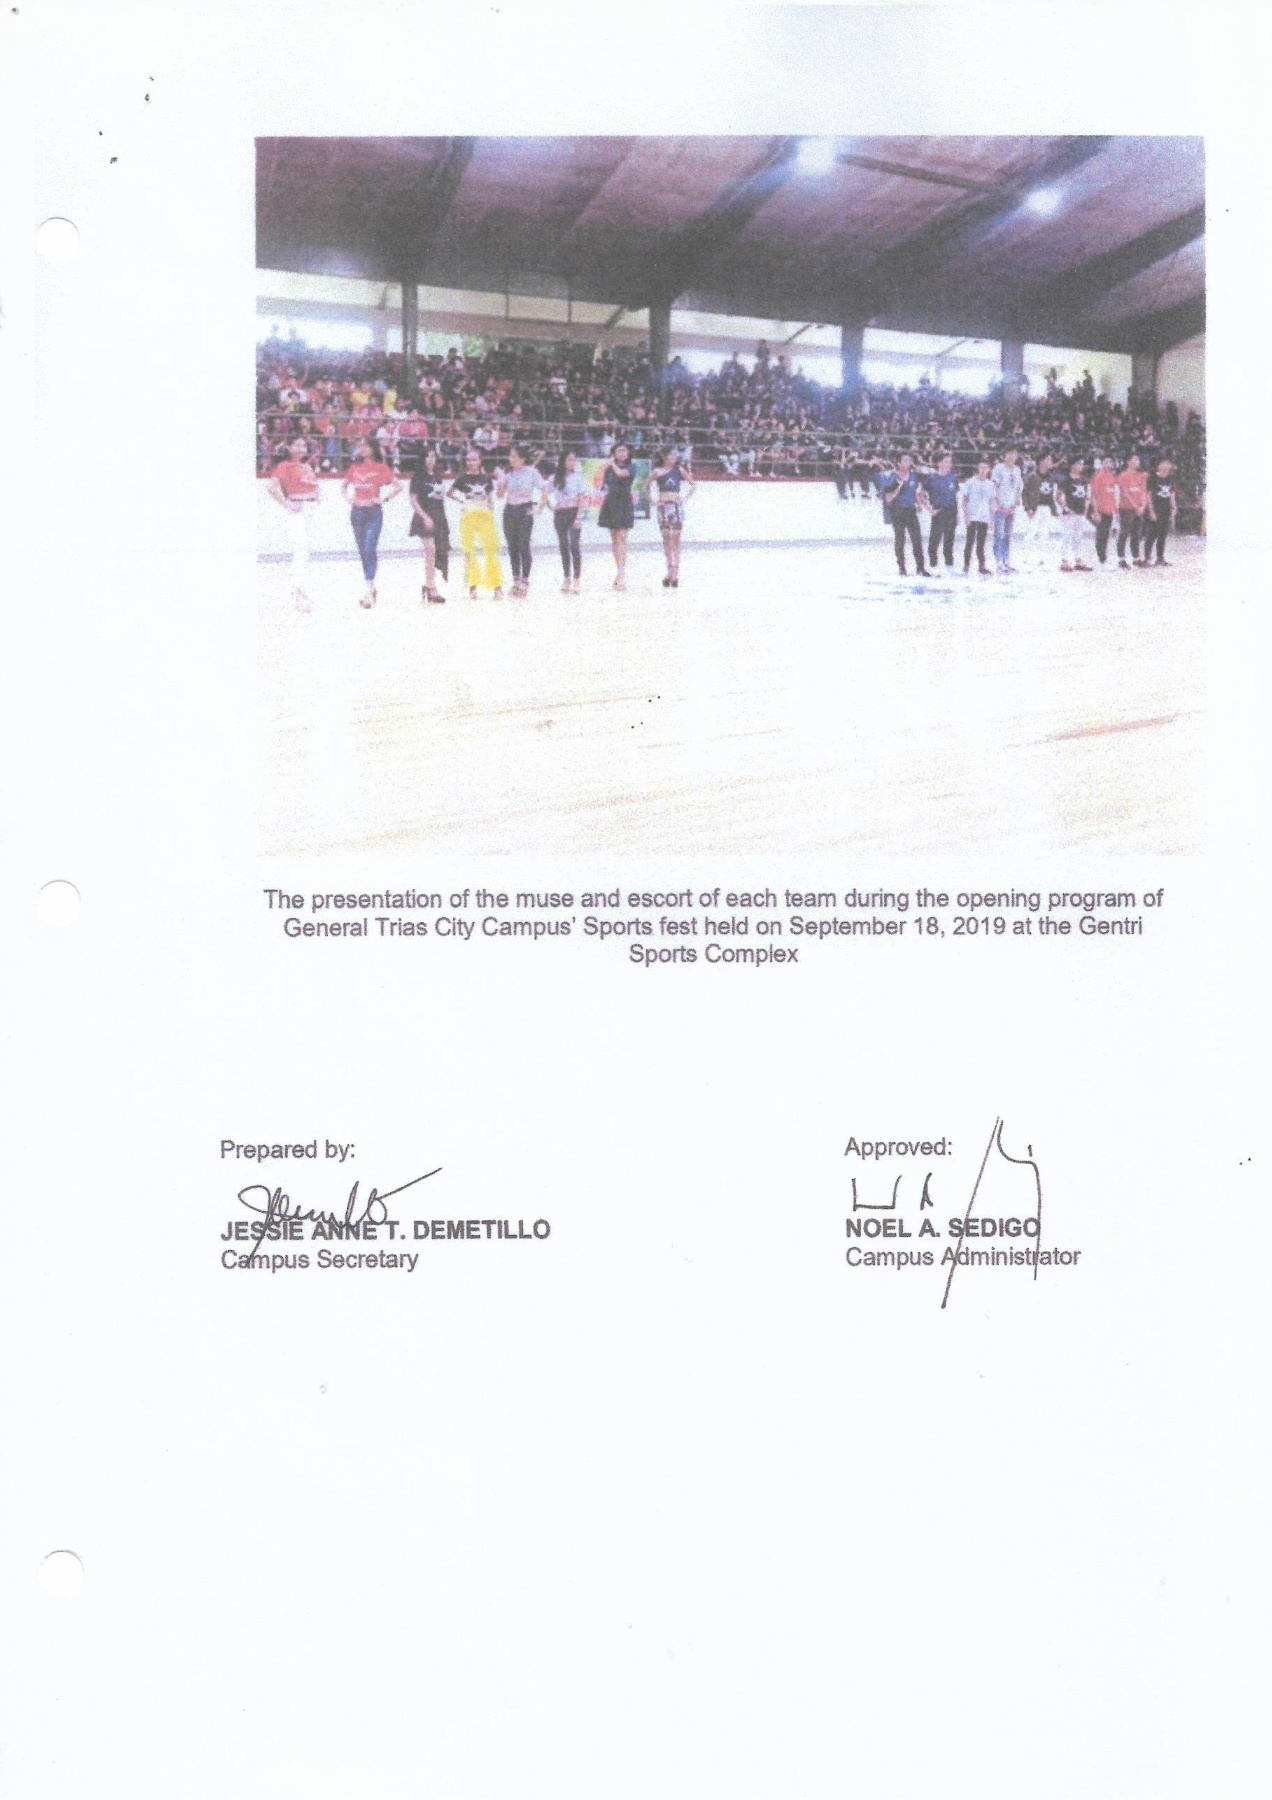 The presentation of the muse and escort of each team during the opening program of
General Trias City Campus' Sports fest held on September 18, 2019 at the Gentri
Sports Complex
Prepared by:
Approved:
JESSIE ANNE T. DEMETILLO
NOEL A. SEDIGO
Campus Secretary
Campus Administrator